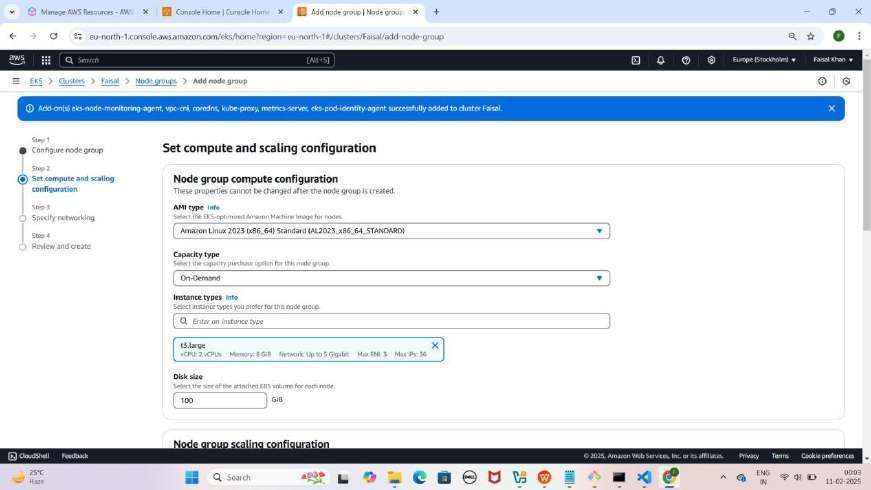 Manage AWS Resources - AWS
Console Home | Console Home
Add node group | Node group
eu-north-1.console.aws.amazon.com/eks/home?region=eu-north-1#/clusters/Faisal/add-node-group
aws
Search [Alt+S]
Europe (Stockholm)
Faisal Khan
EKS > Clusters > Faisal > Node groups > Add node group
Add-on(s) eks-node-monitoring-agent, vpc-cni, coredns, kube-proxy, metrics-server, eks-pod-identity-agent successfully added to cluster Faisal.
Step 1
Configure node group
Step 2
Set compute and scaling
configuration
Step 3
Specify networking
Step 4
Review and create
Set compute and scaling configuration
Node group compute configuration
These properties cannot be changed after the node group is created.
AMI type Info
Select the EKS-optimized Amazon Machine Image for nodes.
Amazon Linux 2023 (x86_64) Standard (AL2023_x86_64_STANDARD)
Capacity type
Select the capacity purchase option for this node group.
On-Demand
Instance types Info
Select instance types you prefer for this node group.
Enter an instance type
t3.large
vCPU: 2 vCPUs Memory: 8 GiB Network: Up to 5 Gigabit Max ENI: 3 Max IPs: 36
Disk size
Select the size of the attached EBS volume for each node.
100 GiB
Node group scaling configuration
CloudShell Feedback
© 2025, Amazon Web Services, Inc. or its affiliates. Privacy Terms Cookie preferences
25°C
Haze
Search
DELL
ENG
IN
00:03
11-02-2025